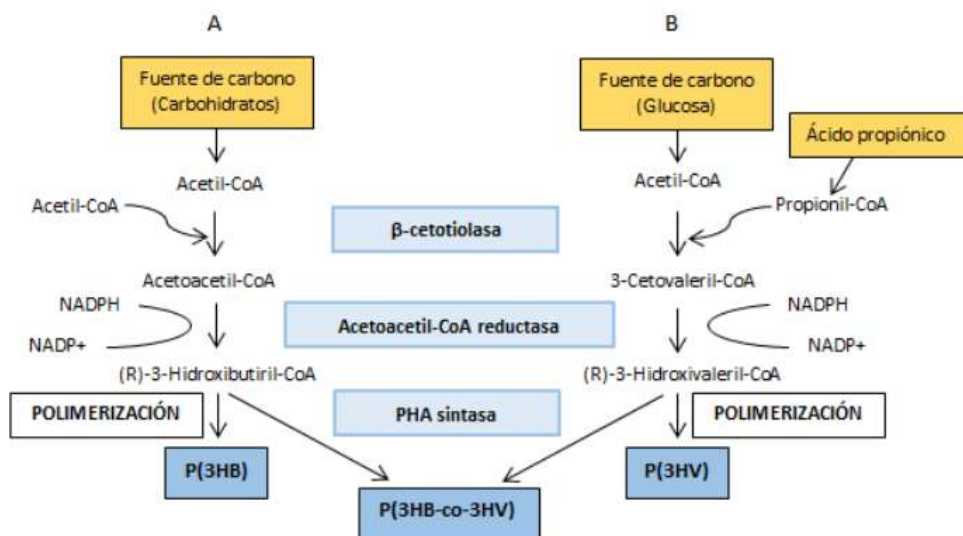 A
B
Fuente de carbono
(Carbohidratos)
Fuente de carbono
(Glucosa)
Ácido propiónico
Acetil-CoA
Acetil-CoA
Acetil-CoA
Propionil-CoA
β-cetotiolasa
Acetoacetil-CoA
3-Cetovaleril-CoA
NADPH
NADPH
Acetoacetil-CoA reductasa
NADP+
NADP+
(R)-3-Hidroxibutiril-CoA
(R)-3-Hidroxivaleril-CoA
POLIMERIZACIÓN
PHA sintasa
POLIMERIZACIÓN
P(3HB)
P(3HV)
P(3HB-co-3HV)